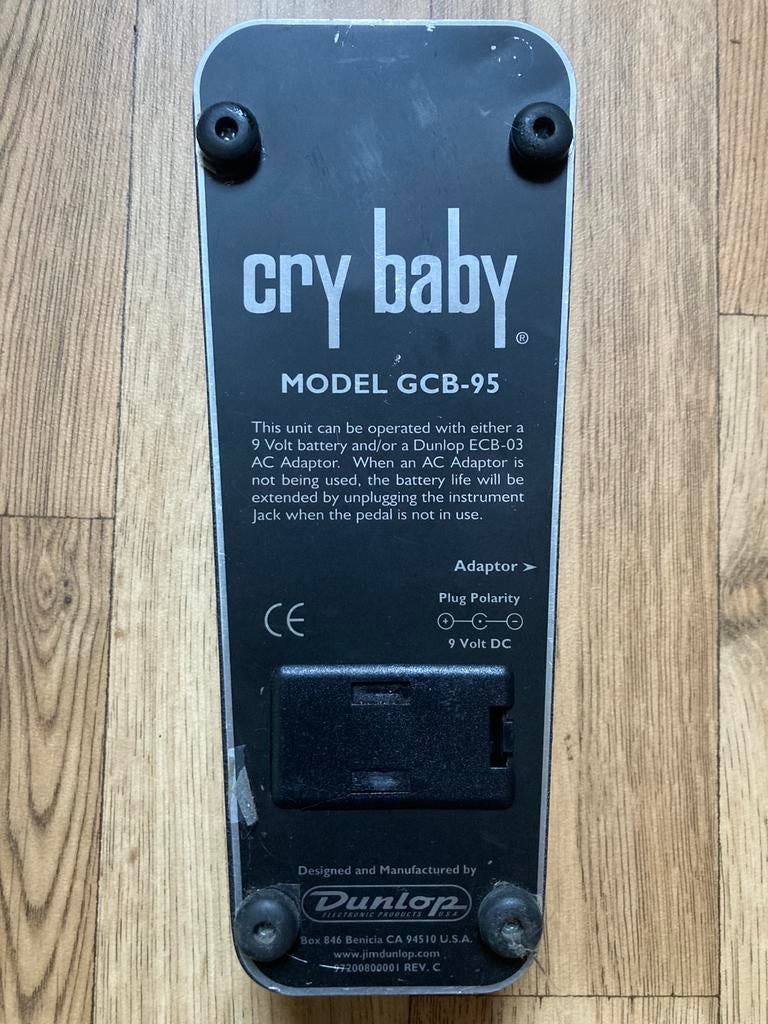 cry baby®
MODEL GCB-95
This unit can be operated with either a
9 Volt battery and/or a Dunlop ECB-03
AC Adaptor. When an AC Adaptor is
not being used, the battery life will be
extended by unplugging the instrument
Jack when the pedal is not in use.
Adaptor ➤
Plug Polarity
+ -
9 Volt DC
CE
Designed and Manufactured by
Dunlop
ELECTRONIC PRODUCTS U.S.A.
Box 846 Benicia CA 94510 U.S.A.
www.jimdunlop.com
97200800001 REV. C